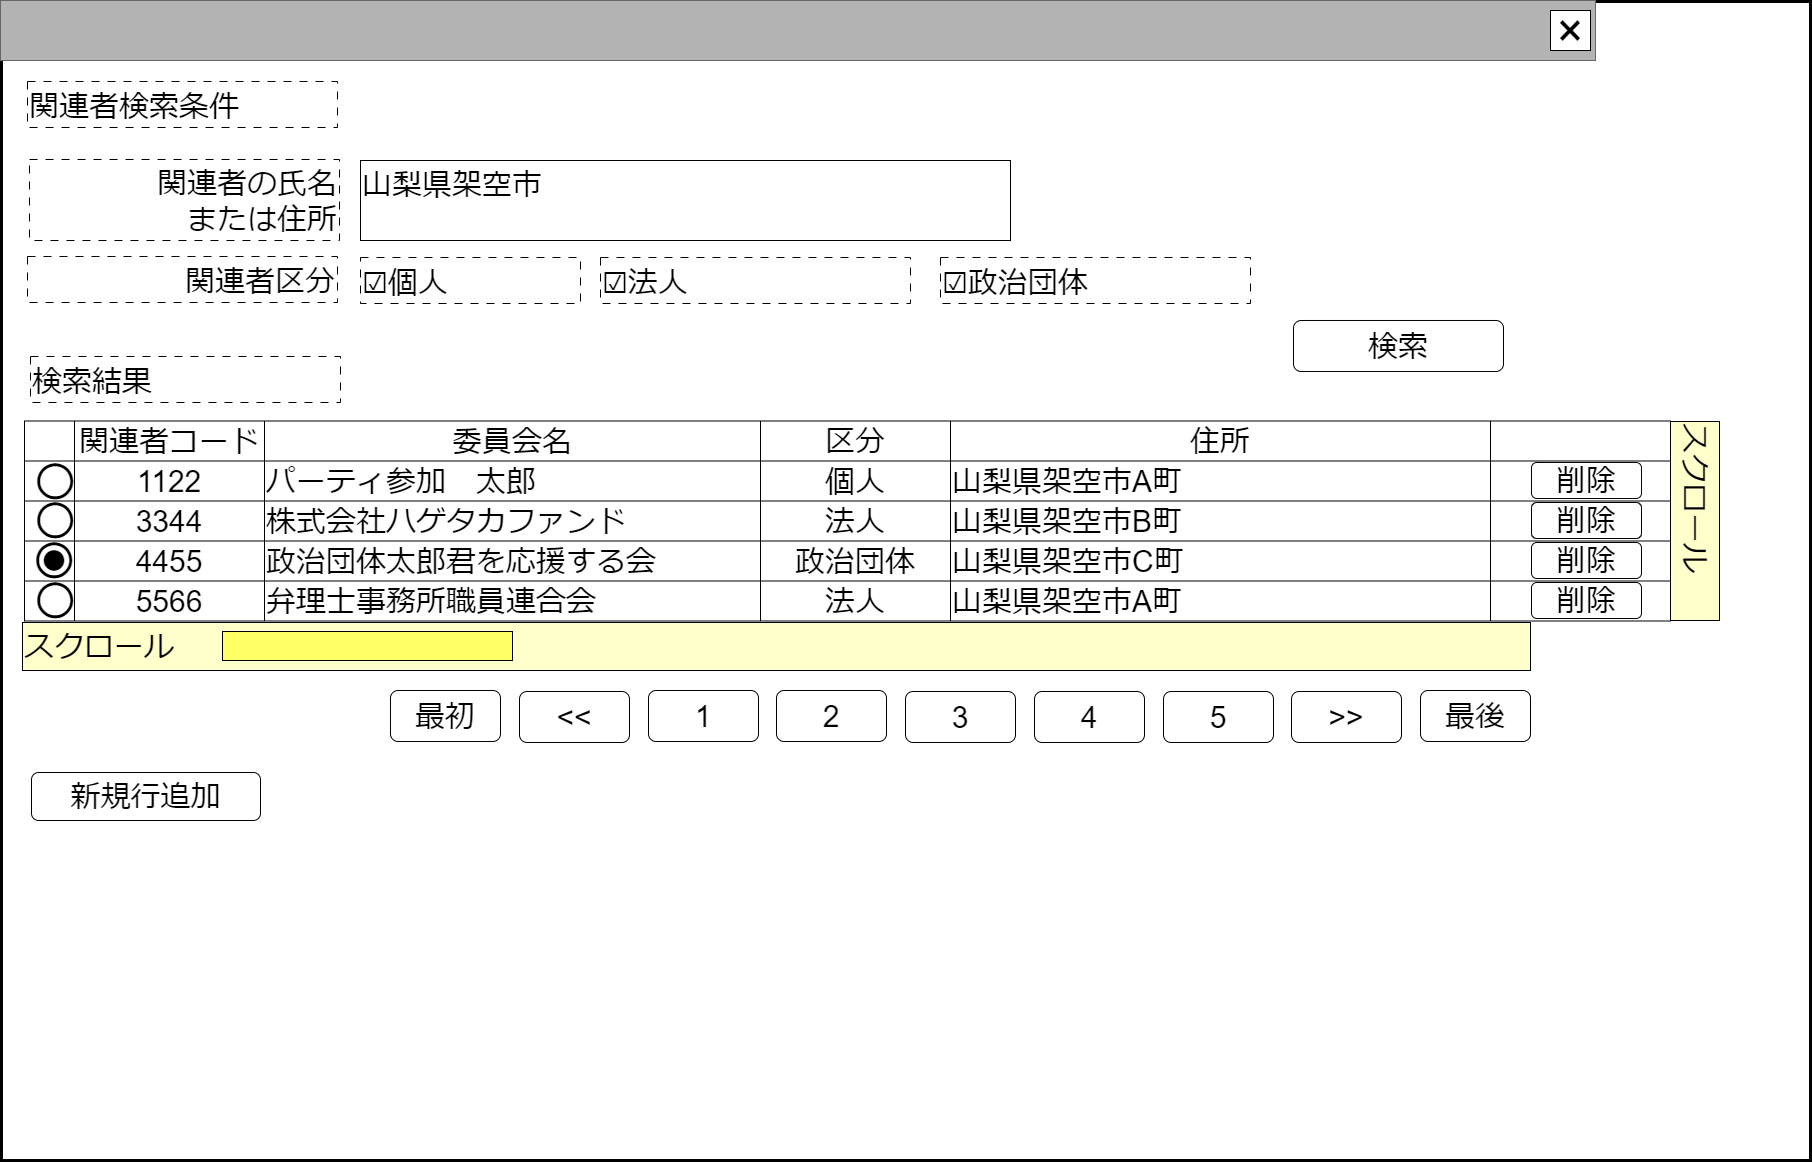 関連者検索条件
関連者の氏名
または住所
山梨県架空市
関連者区分
☑個人
☑法人
☑政治団体
検索
検索結果
関連者コード 委員会名 区分 住所
1122 パーティ参加　太郎 個人 山梨県架空市A町 削除
3344 株式会社ハゲタカファンド 法人 山梨県架空市B町 削除
4455 政治団体太郎君を応援する会 政治団体 山梨県架空市C町 削除
5566 弁理士事務所職員連合会 法人 山梨県架空市A町 削除
スクロール
スクロール
最初 << 1 2 3 4 5 >> 最後
新規行追加